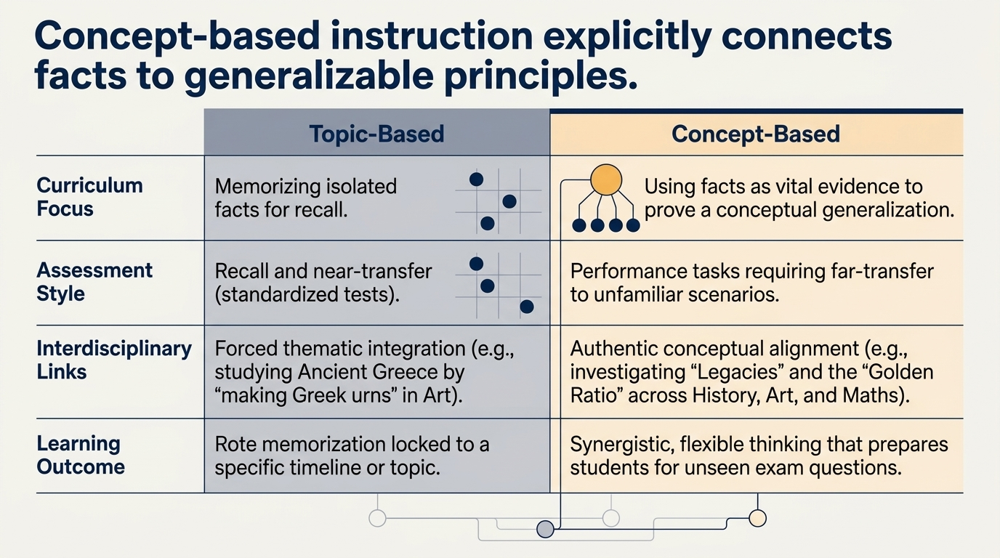 Concept-based instruction explicitly connects
facts to generalizable principles.
Topic-Based
Concept-Based
Curriculum
Focus
Memorizing isolated
facts for recall.
Using facts as vital evidence to
prove a conceptual generalization.
Assessment
Style
Recall and near-transfer
(standardized tests).
Performance tasks requiring far-transfer
to unfamiliar scenarios.
Interdisciplinary
Links
Forced thematic integration (e.g.,
studying Ancient Greece by
“making Greek urns” in Art).
Authentic conceptual alignment (e.g.,
investigating “Legacies” and the “Golden
Ratio” across History, Art, and Maths).
Learning
Outcome
Rote memorization locked to a
specific timeline or topic.
Synergistic, flexible thinking that prepares
students for unseen exam questions.